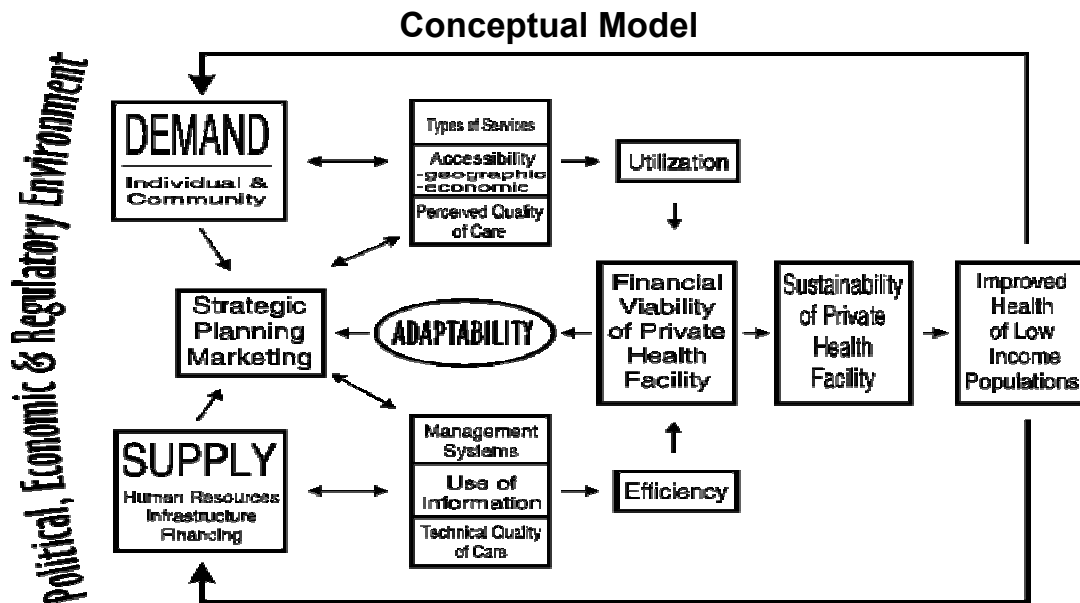 Conceptual Model
Political, Economic & Regulatory Environment
DEMAND
Individual &
Community
Types of Services
Accessibility
-geographic
-economic
Perceived Quality
of Care
Utilization
Strategic
Planning
Marketing
ADAPTABILITY
Financial
Viability
of Private
Health
Facility
Sustainability
of Private
Health
Facility
Improved
Health
of Low
Income
Populations
SUPPLY
Human Resources
Infrastructure
Financing
Management
Systems
Use of
Information
Technical Quality
of Care
Efficiency